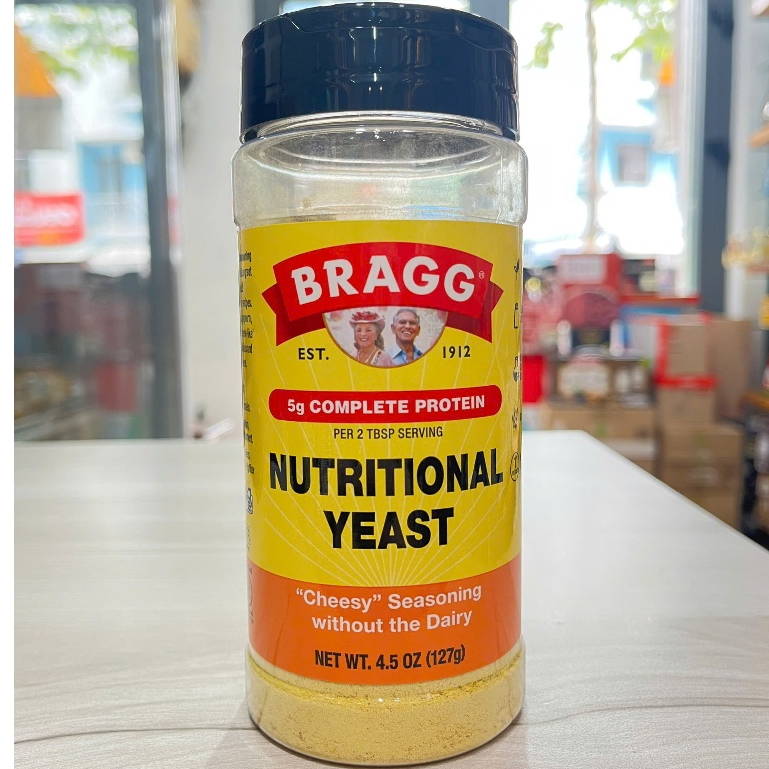 BRAGG®
EST. 1912
5g COMPLETE PROTEIN
PER 2 TBSP SERVING
NUTRITIONAL
YEAST
“Cheesy” Seasoning
without the Dairy
NET WT. 4.5 OZ (127g)